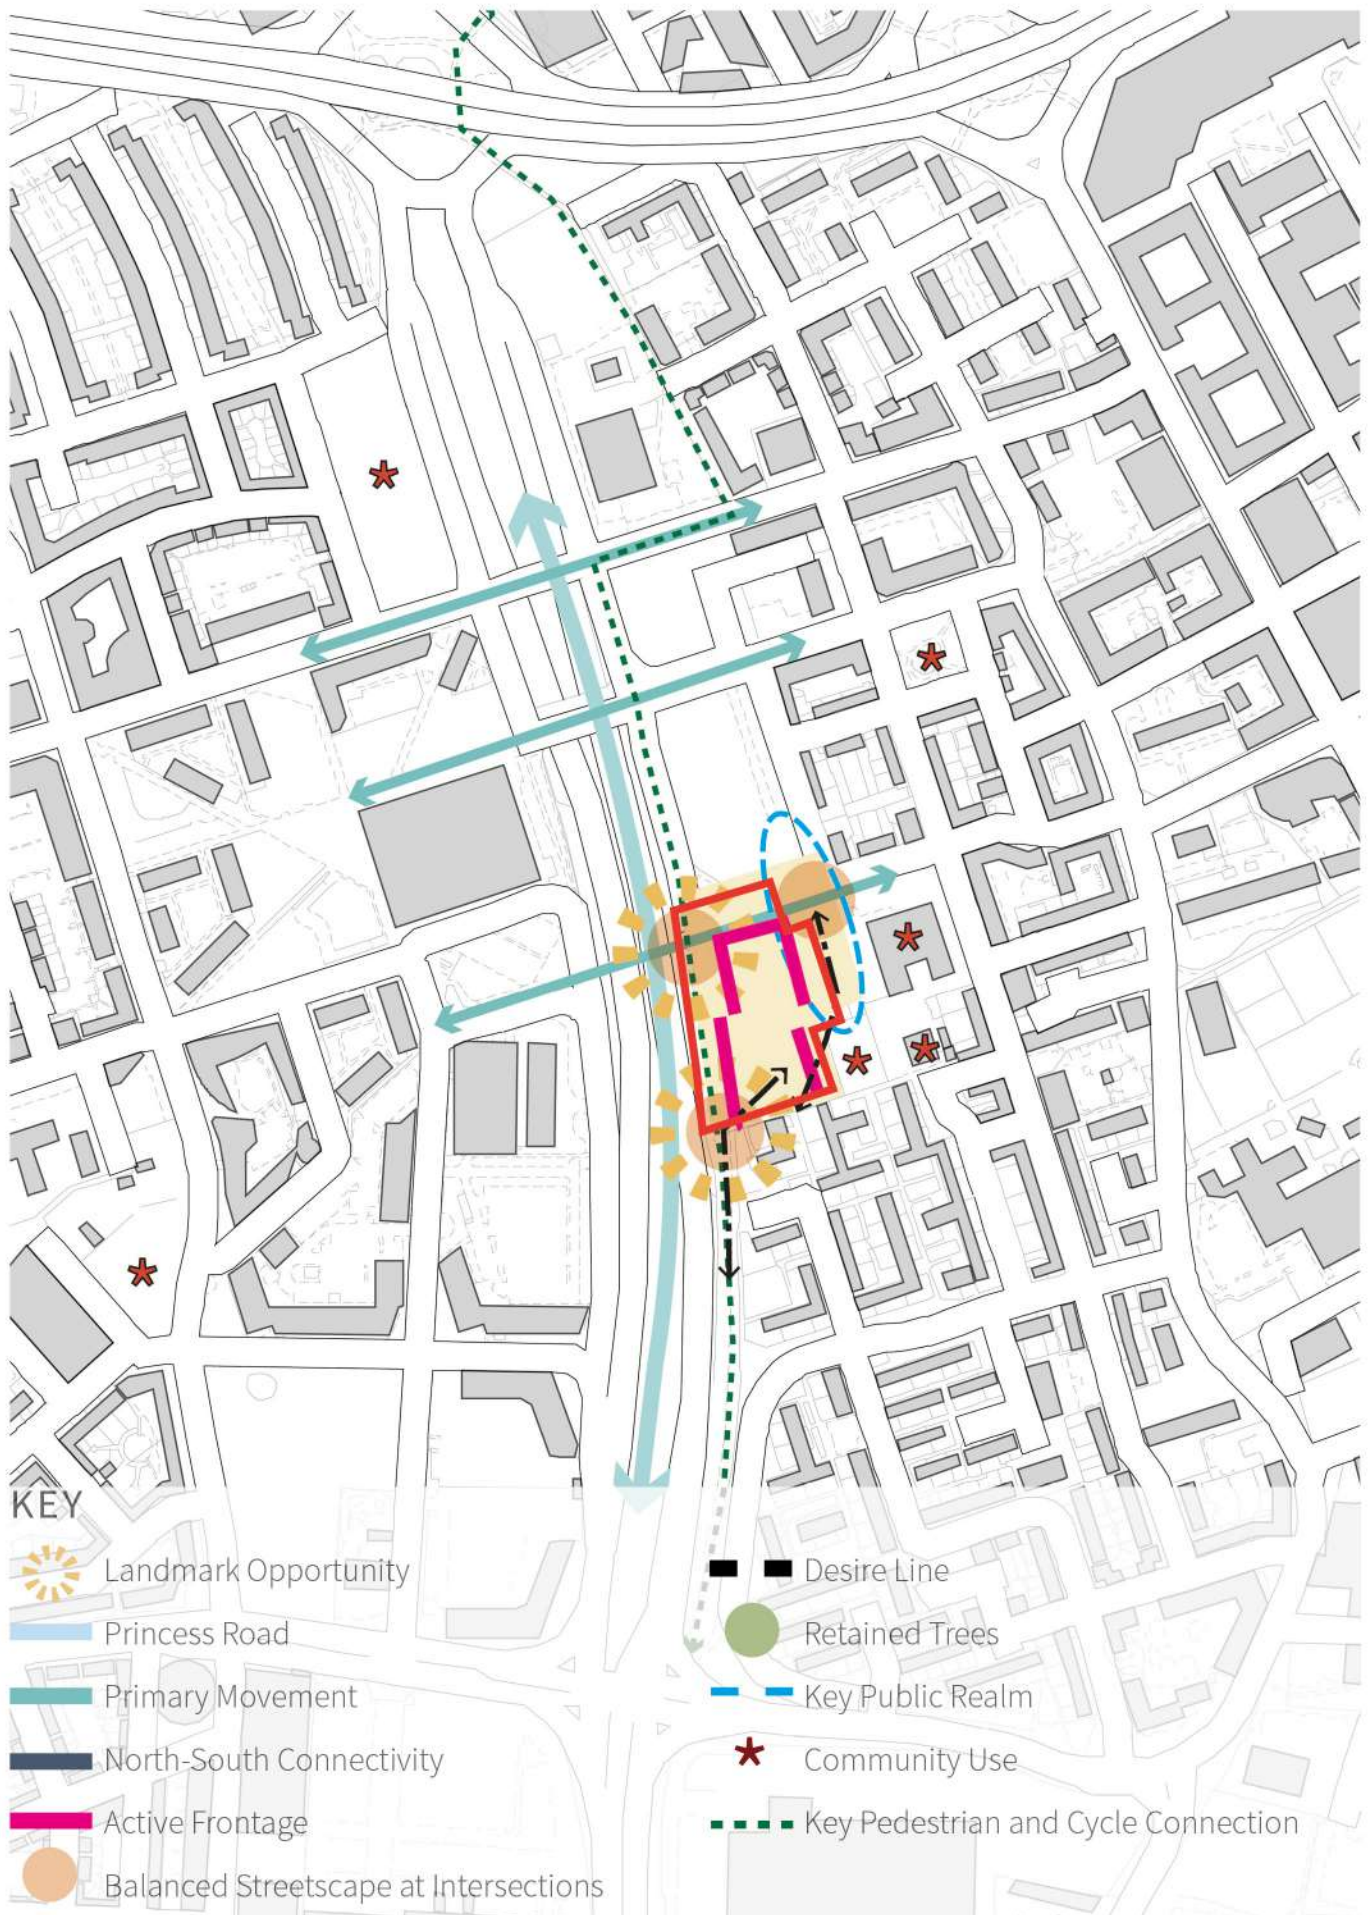 KEY
Landmark Opportunity
Princess Road
Primary Movement
North-South Connectivity
Active Frontage
Balanced Streetscape at Intersections
Desire Line
Retained Trees
Key Public Realm
Community Use
Key Pedestrian and Cycle Connection